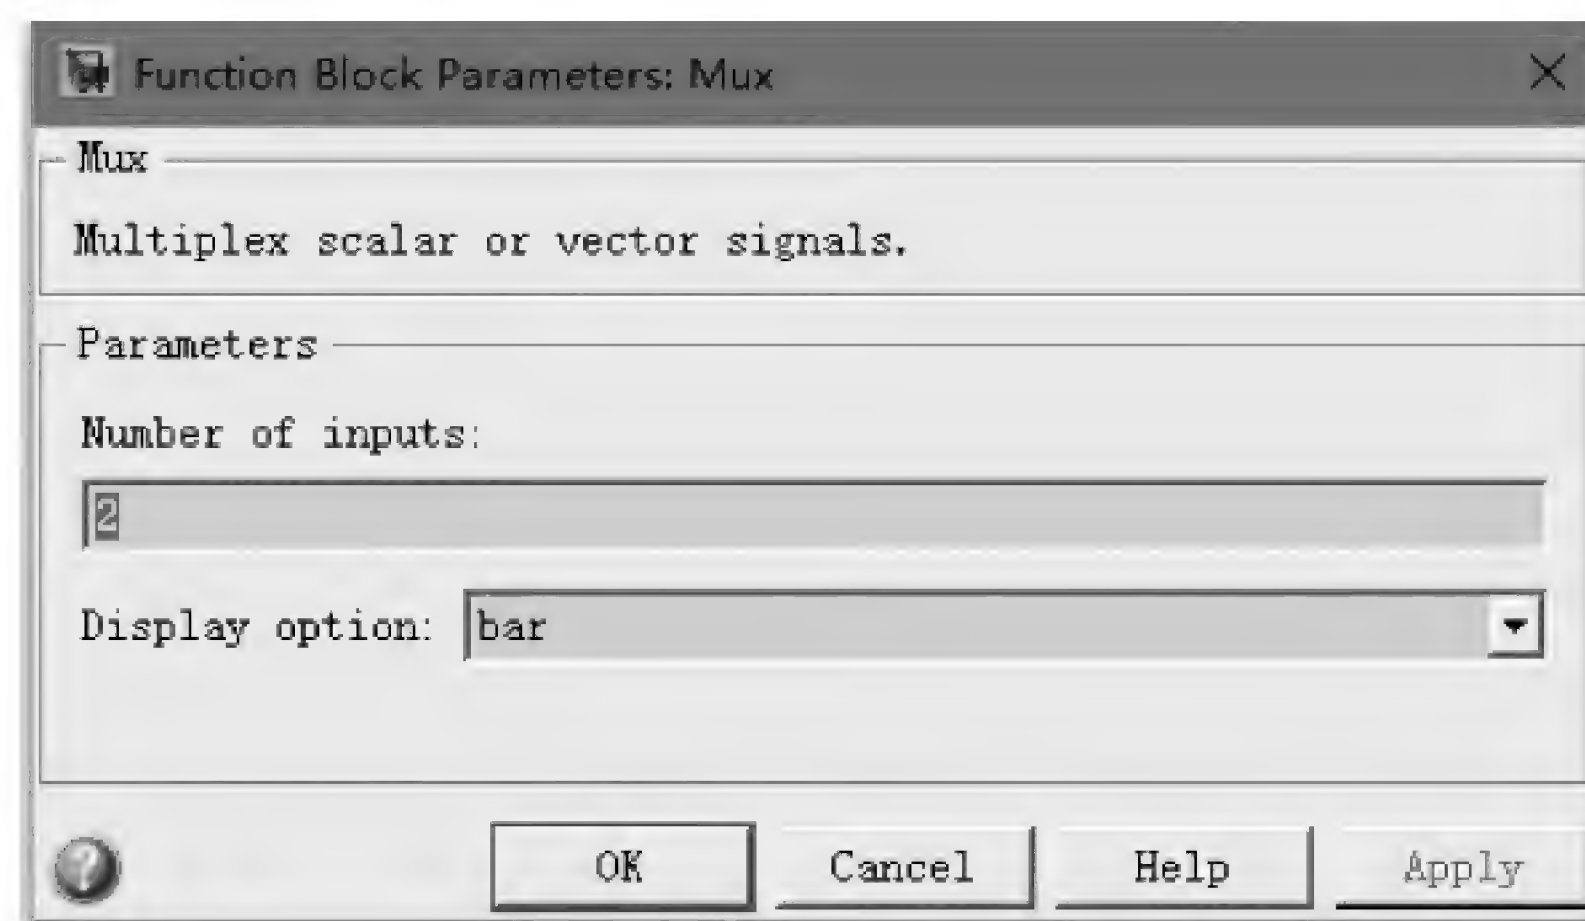 Function Block Parameters: Mux
Mux
Multiplex scalar or vector signals.
Parameters
Number of inputs:
2
Display option: bar
OK Cancel Help Apply